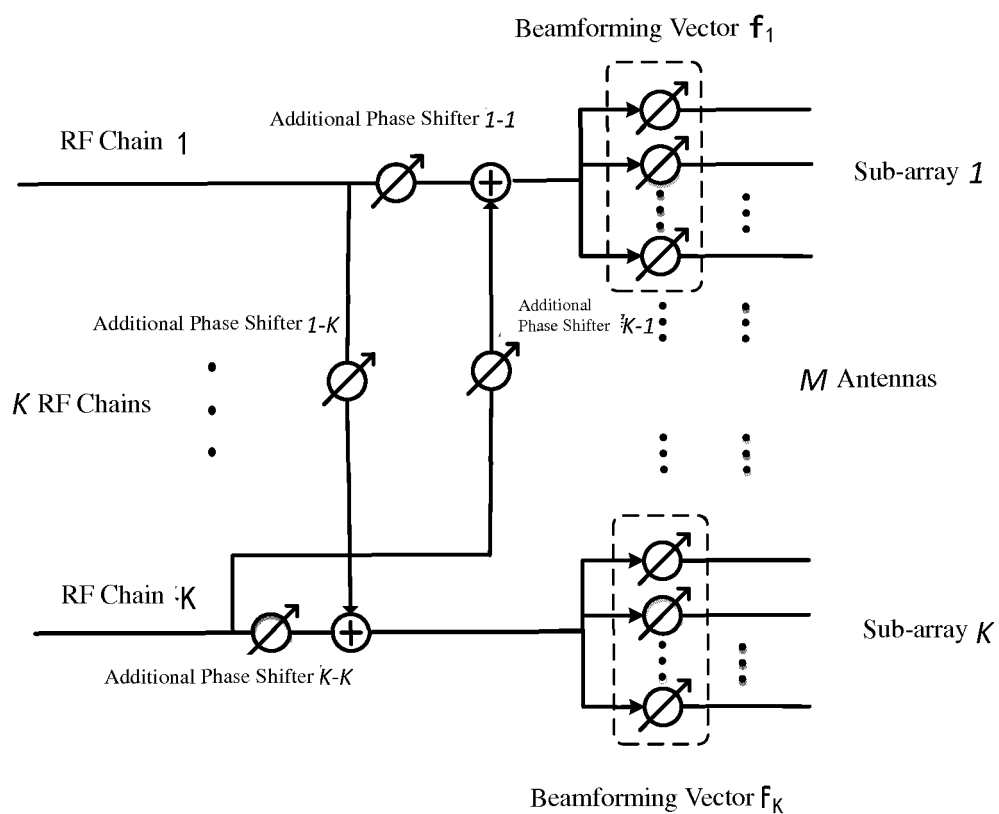 Beamforming Vector f₁
Additional Phase Shifter 1-1
RF Chain 1
Sub-array 1
Additional
Phase Shifter K-1
Additional Phase Shifter 1-K
M Antennas
K RF Chains
RF Chain K
Sub-array K
Additional Phase Shifter K-K
Beamforming Vector f_K